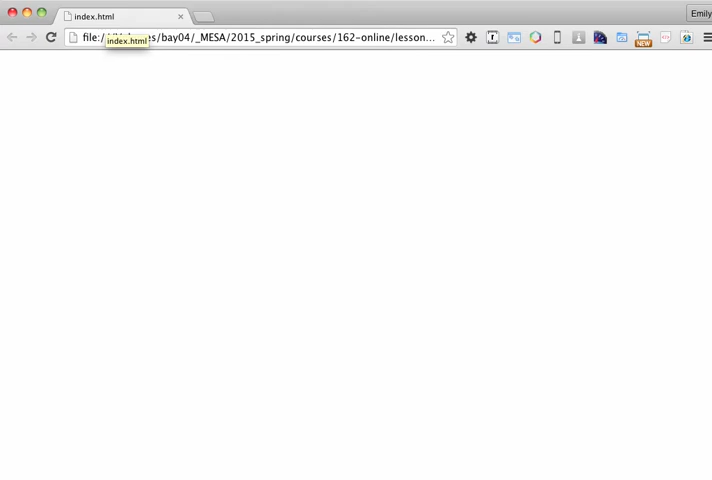 index.html
Emily
file:///
es/bay04/_MESA/2015_spring/courses/162-online/lesson...
index.html
NEW